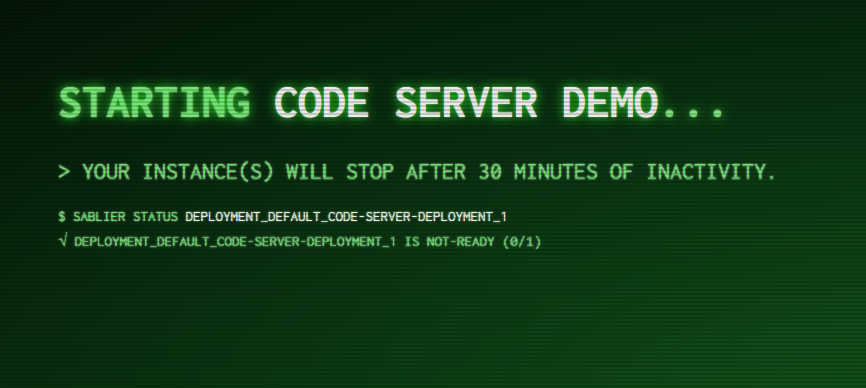 STARTING CODE SERVER DEMO...
> YOUR INSTANCE(S) WILL STOP AFTER 30 MINUTES OF INACTIVITY.
$ SABLIER STATUS DEPLOYMENT_DEFAULT_CODE-SERVER-DEPLOYMENT_1
√ DEPLOYMENT_DEFAULT_CODE-SERVER-DEPLOYMENT_1 IS NOT-READY (0/1)